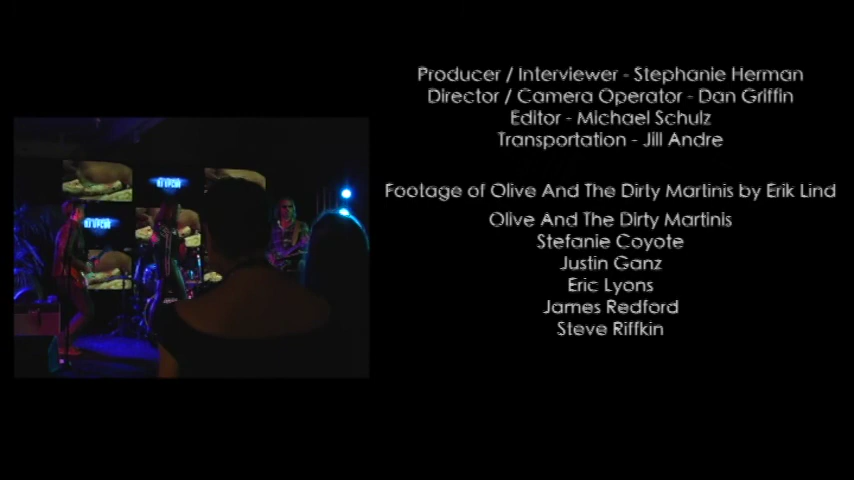 Producer / Interviewer - Stephanie Herman
Director / Camera Operator - Dan Griffin
Editor - Michael Schulz
Transportation - Jill Andre
Footage of Olive And The Dirty Martinis by Erik Lind
Olive And The Dirty Martinis
Stefanie Coyote
Justin Ganz
Eric Lyons
James Redford
Steve Riffkin